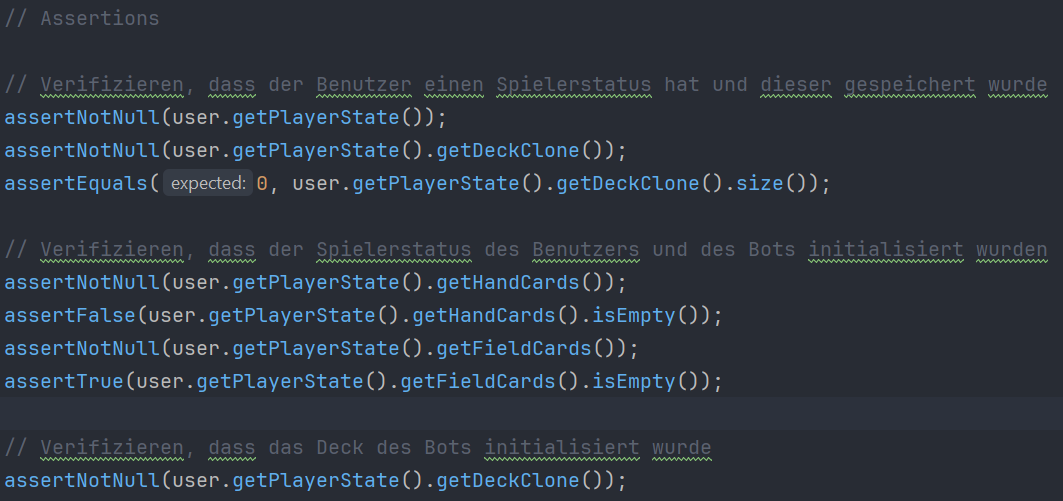 // Assertions
// Verifizieren, dass der Benutzer einen Spielerstatus hat und dieser gespeichert wurde
assertNotNull(user.getPlayerState());
assertNotNull(user.getPlayerState().getDeckClone());
assertEquals( expected: 0, user.getPlayerState().getDeckClone().size());
// Verifizieren, dass der Spielerstatus des Benutzers und des Bots initialisiert wurden
assertNotNull(user.getPlayerState().getHandCards());
assertFalse(user.getPlayerState().getHandCards().isEmpty());
assertNotNull(user.getPlayerState().getFieldCards());
assertTrue(user.getPlayerState().getFieldCards().isEmpty());
// Verifizieren, dass das Deck des Bots initialisiert wurde
assertNotNull(user.getPlayerState().getDeckClone());